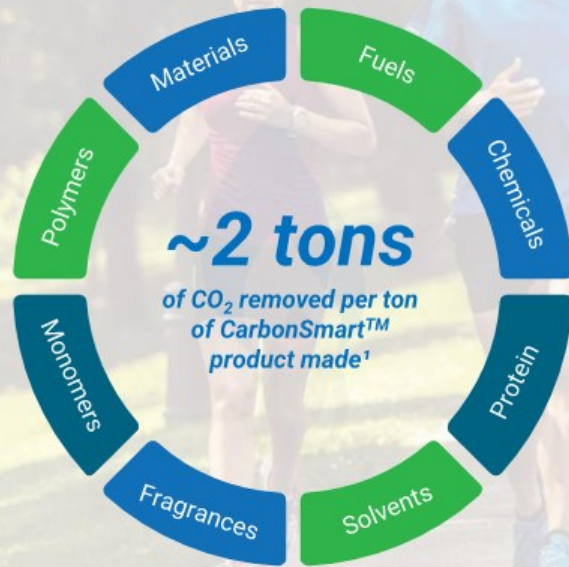 Materials
Fuels
Chemicals
Protein
Solvents
Fragrances
Monomers
Polymers
~2 tons
of CO₂ removed per ton
of CarbonSmart™
product made¹